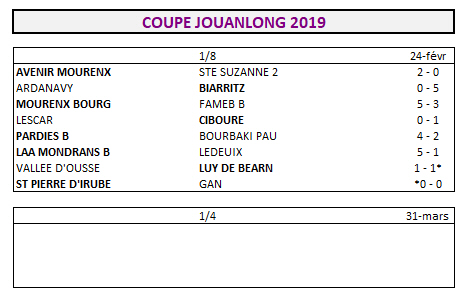 COUPE JOUANLONG 2019
1/8 24-févr
AVENIR MOURENX STE SUZANNE 2 2 - 0
ARDANAVY BIARRITZ 0 - 5
MOURENX BOURG FAMEB B 5 - 3
LESCAR CIBOURE 0 - 1
PARDIES B BOURBAKI PAU 4 - 2
LAA MONDRANS B LEDEUIX 5 - 1
VALLEE D'OUSSE LUY DE BEARN 1 - 1*
ST PIERRE D'IRUBE GAN *0 - 0
1/4 31-mars